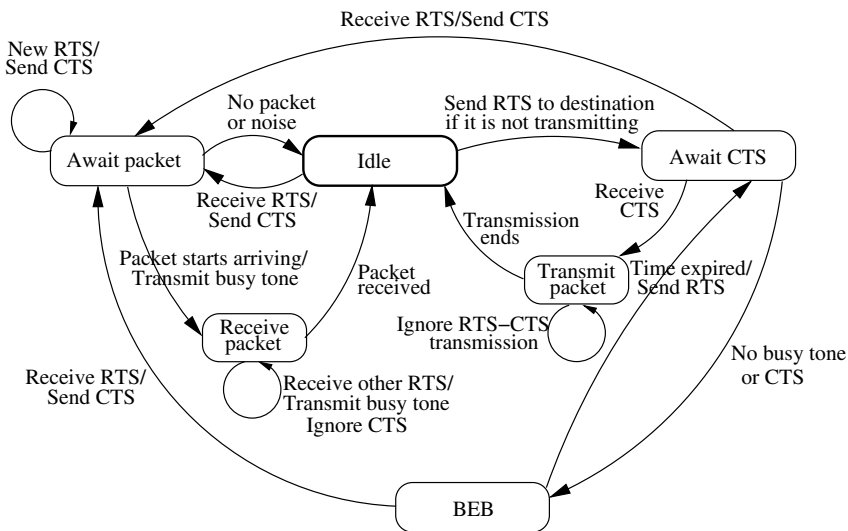 Receive RTS/Send CTS
New RTS/
Send CTS
No packet
or noise
Send RTS to destination
if it is not transmitting
Await packet
Idle
Await CTS
Receive RTS/
Send CTS
Receive
CTS
Transmission
ends
Packet starts arriving/
Transmit busy tone
Packet
received
Transmit
packet
Time expired/
Send RTS
Receive
packet
Ignore RTS−CTS
transmission
Receive RTS/
Send CTS
Receive other RTS/
Transmit busy tone
Ignore CTS
No busy tone
or CTS
BEB